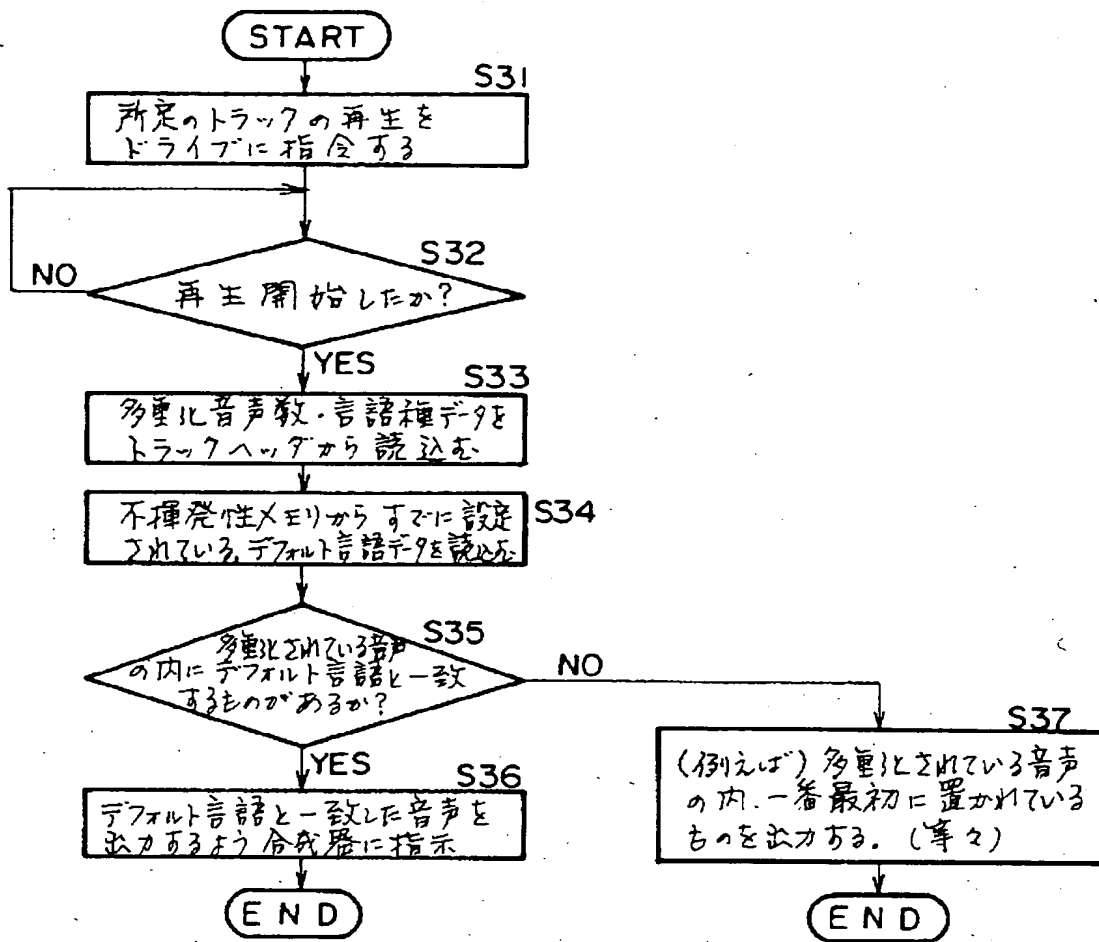 START
S31
所定のトラックの再生を
ドライブに指令する
S32
NO
再生開始したか?
YES
S33
多重化音声数・言語種データを
トラックヘッダから読込む
S34
不揮発性メモリからすでに設定
されている、デフォルト言語データを読込む
S35
多重化されている音声
の内にデフォルト言語と一致
するものがあるか?
NO
YES
S36
デフォルト言語と一致した音声を
出力するよう合成器に指示
END
S37
(例えば)多重化されている音声
の内、一番最初に置かれている
ものを出力する。(等々)
END